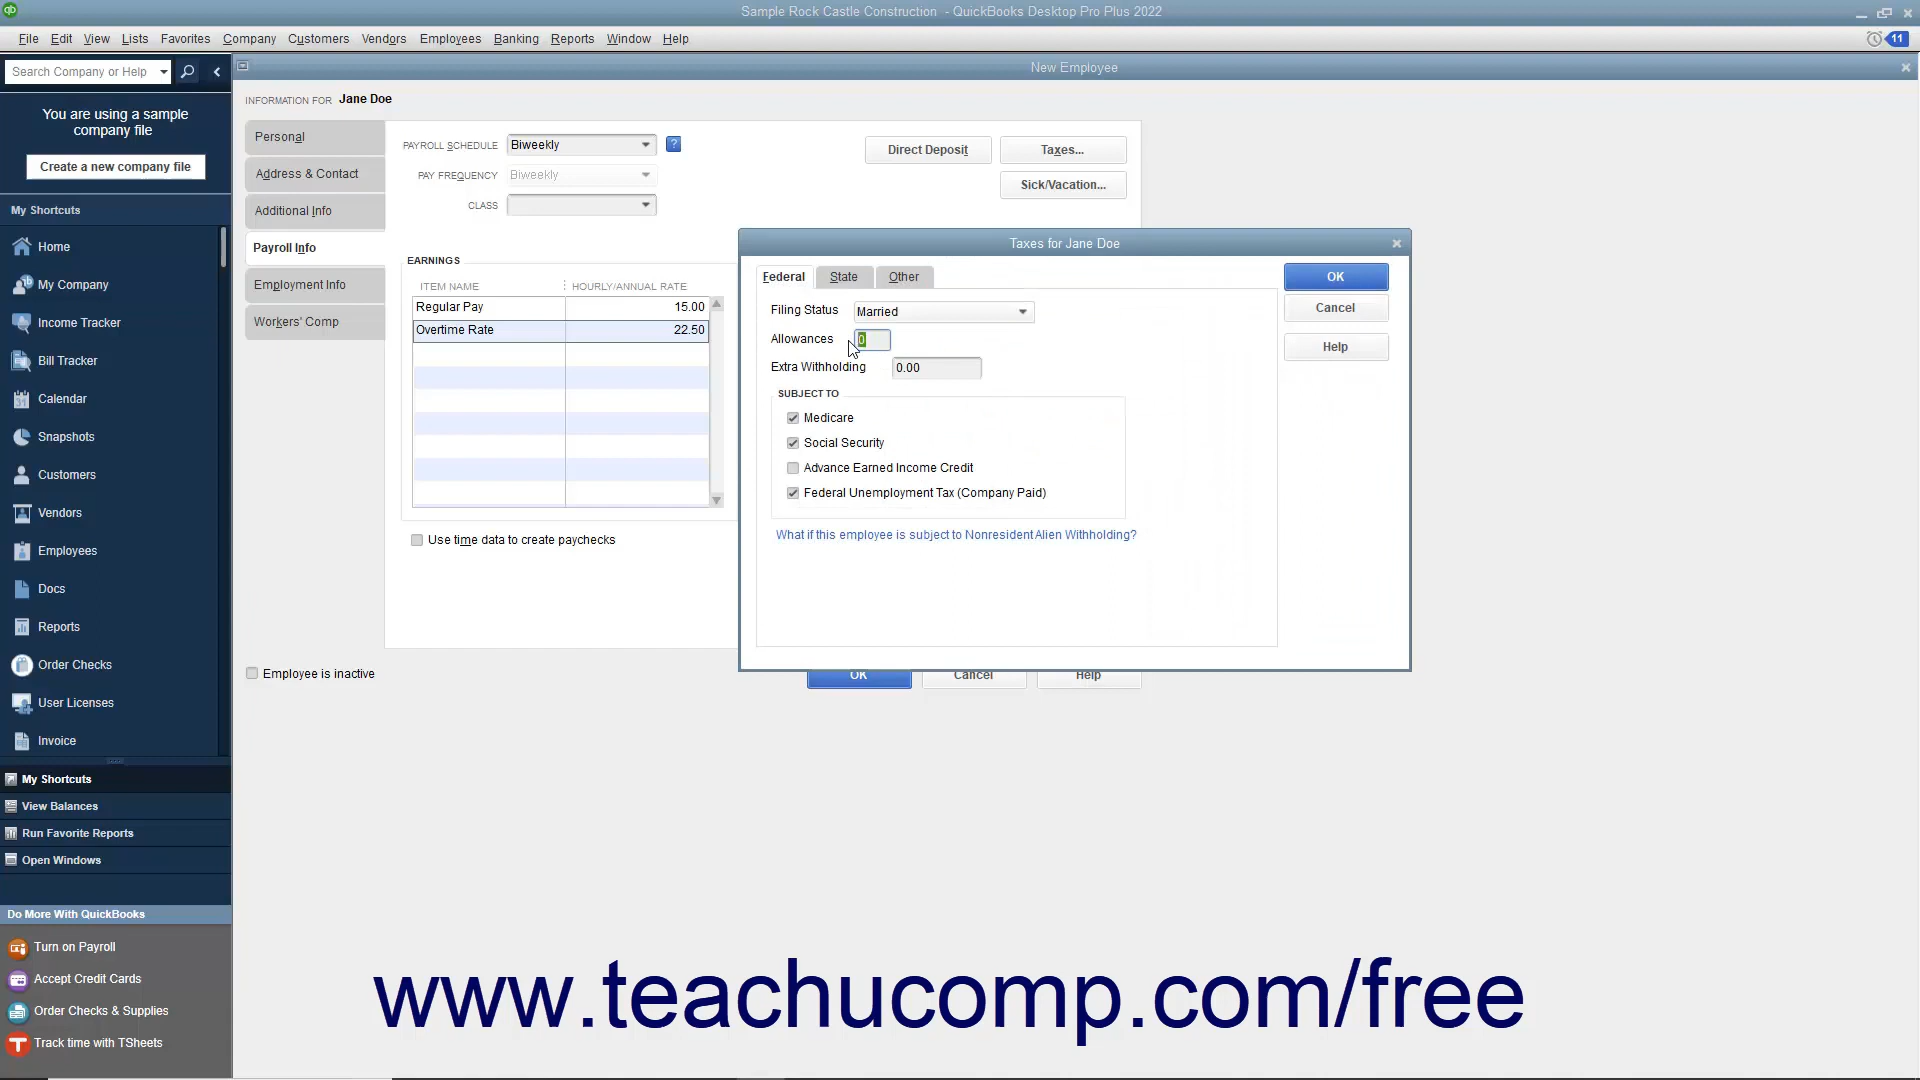 Sample Rock Castle Construction - QuickBooks Desktop Pro Plus 2022
File Edit View Lists Favorites Company Customers Vendors Employees Banking Reports Window Help
11
Search Company or Help
New Employee
You are using a sample
company file
Create a new company file
My Shortcuts
Home
My Company
Income Tracker
Bill Tracker
Calendar
Snapshots
Customers
Vendors
Employees
Docs
Reports
Order Checks
User Licenses
Invoice
My Shortcuts
View Balances
Run Favorite Reports
Open Windows
Do More With QuickBooks
Turn on Payroll
Accept Credit Cards
Order Checks & Supplies
Track time with TSheets
INFORMATION FOR Jane Doe
Personal
Address & Contact
Additional Info
Payroll Info
Employment Info
Workers' Comp
PAYROLL SCHEDULE Biweekly ?
PAY FREQUENCY Biweekly
CLASS
Direct Deposit
Taxes...
Sick/Vacation...
EARNINGS
ITEM NAME HOURLY/ANNUAL RATE
Regular Pay 15.00
Overtime Rate 22.50
Use time data to create paychecks
Employee is inactive
OK Cancel Help
Taxes for Jane Doe
Federal State Other
Filing Status Married
Allowances 0
Extra Withholding 0.00
SUBJECT TO
Medicare
Social Security
Advance Earned Income Credit
Federal Unemployment Tax (Company Paid)
What if this employee is subject to Nonresident Alien Withholding?
OK
Cancel
Help
www.teachucomp.com/free